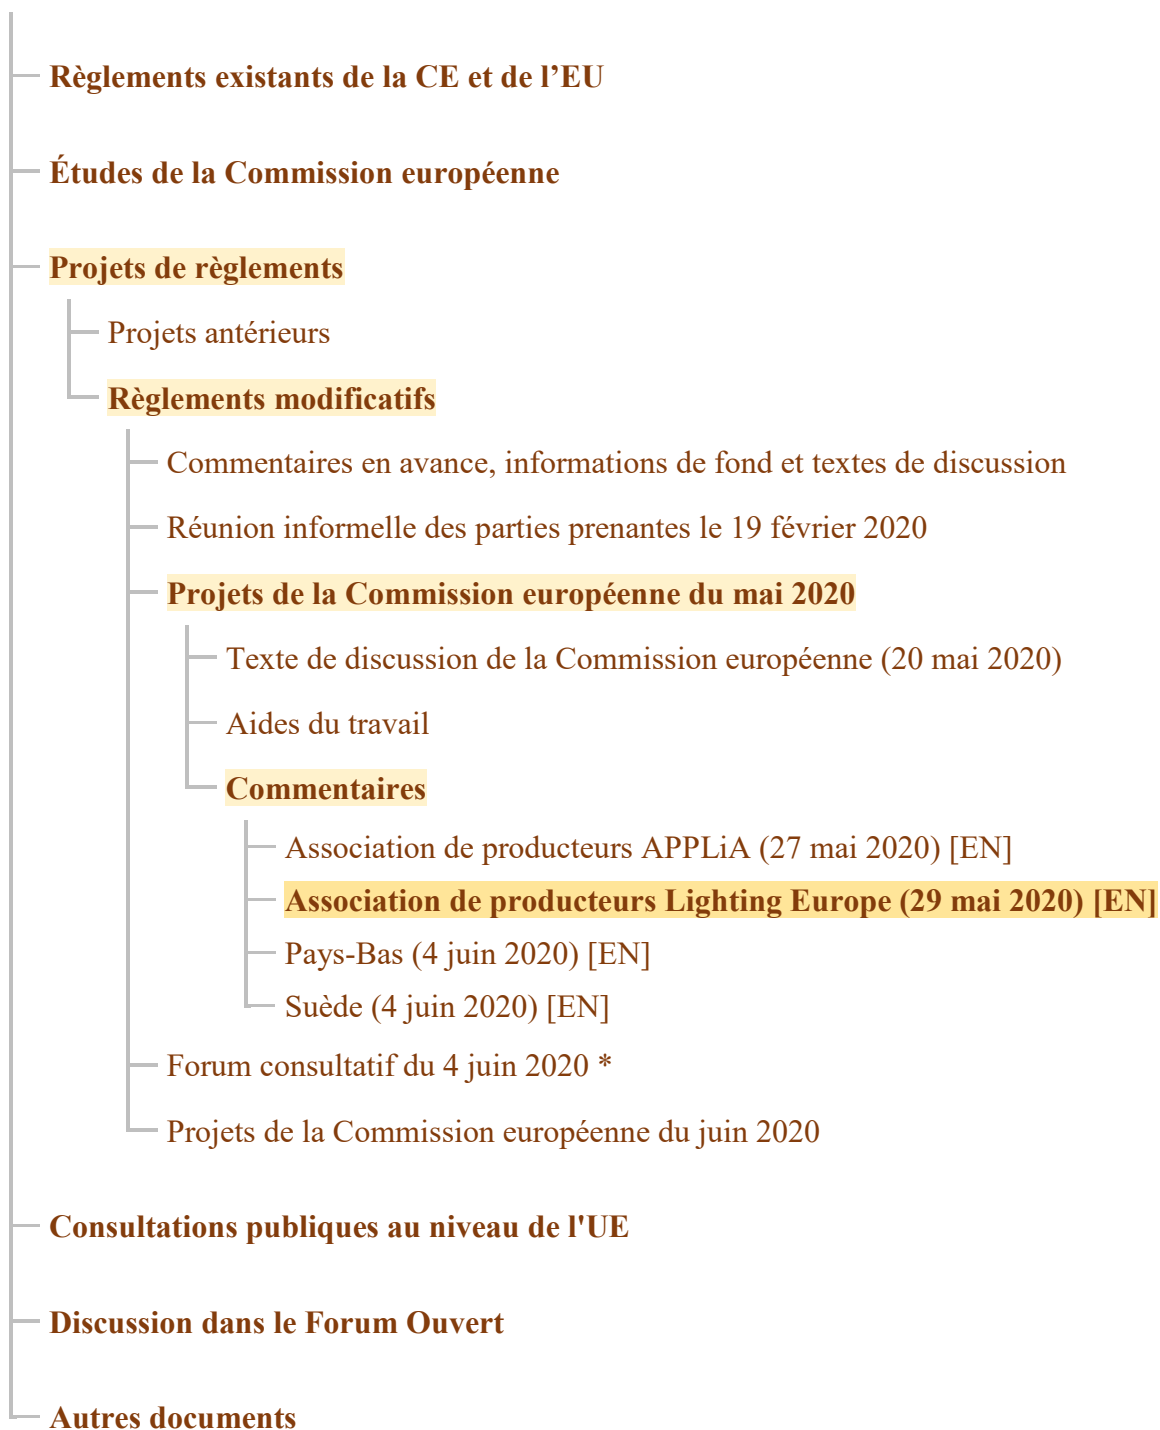 Règlements existants de la CE et de l’EU
Études de la Commission européenne
Projets de règlements
Projets antérieurs
Règlements modificatifs
Commentaires en avance, informations de fond et textes de discussion
Réunion informelle des parties prenantes le 19 février 2020
Projets de la Commission européenne du mai 2020
Texte de discussion de la Commission européenne (20 mai 2020)
Aides du travail
Commentaires
Association de producteurs APPLiA (27 mai 2020) [EN]
Association de producteurs Lighting Europe (29 mai 2020) [EN]
Pays-Bas (4 juin 2020) [EN]
Suède (4 juin 2020) [EN]
Forum consultatif du 4 juin 2020 *
Projets de la Commission européenne du juin 2020
Consultations publiques au niveau de l'UE
Discussion dans le Forum Ouvert
Autres documents